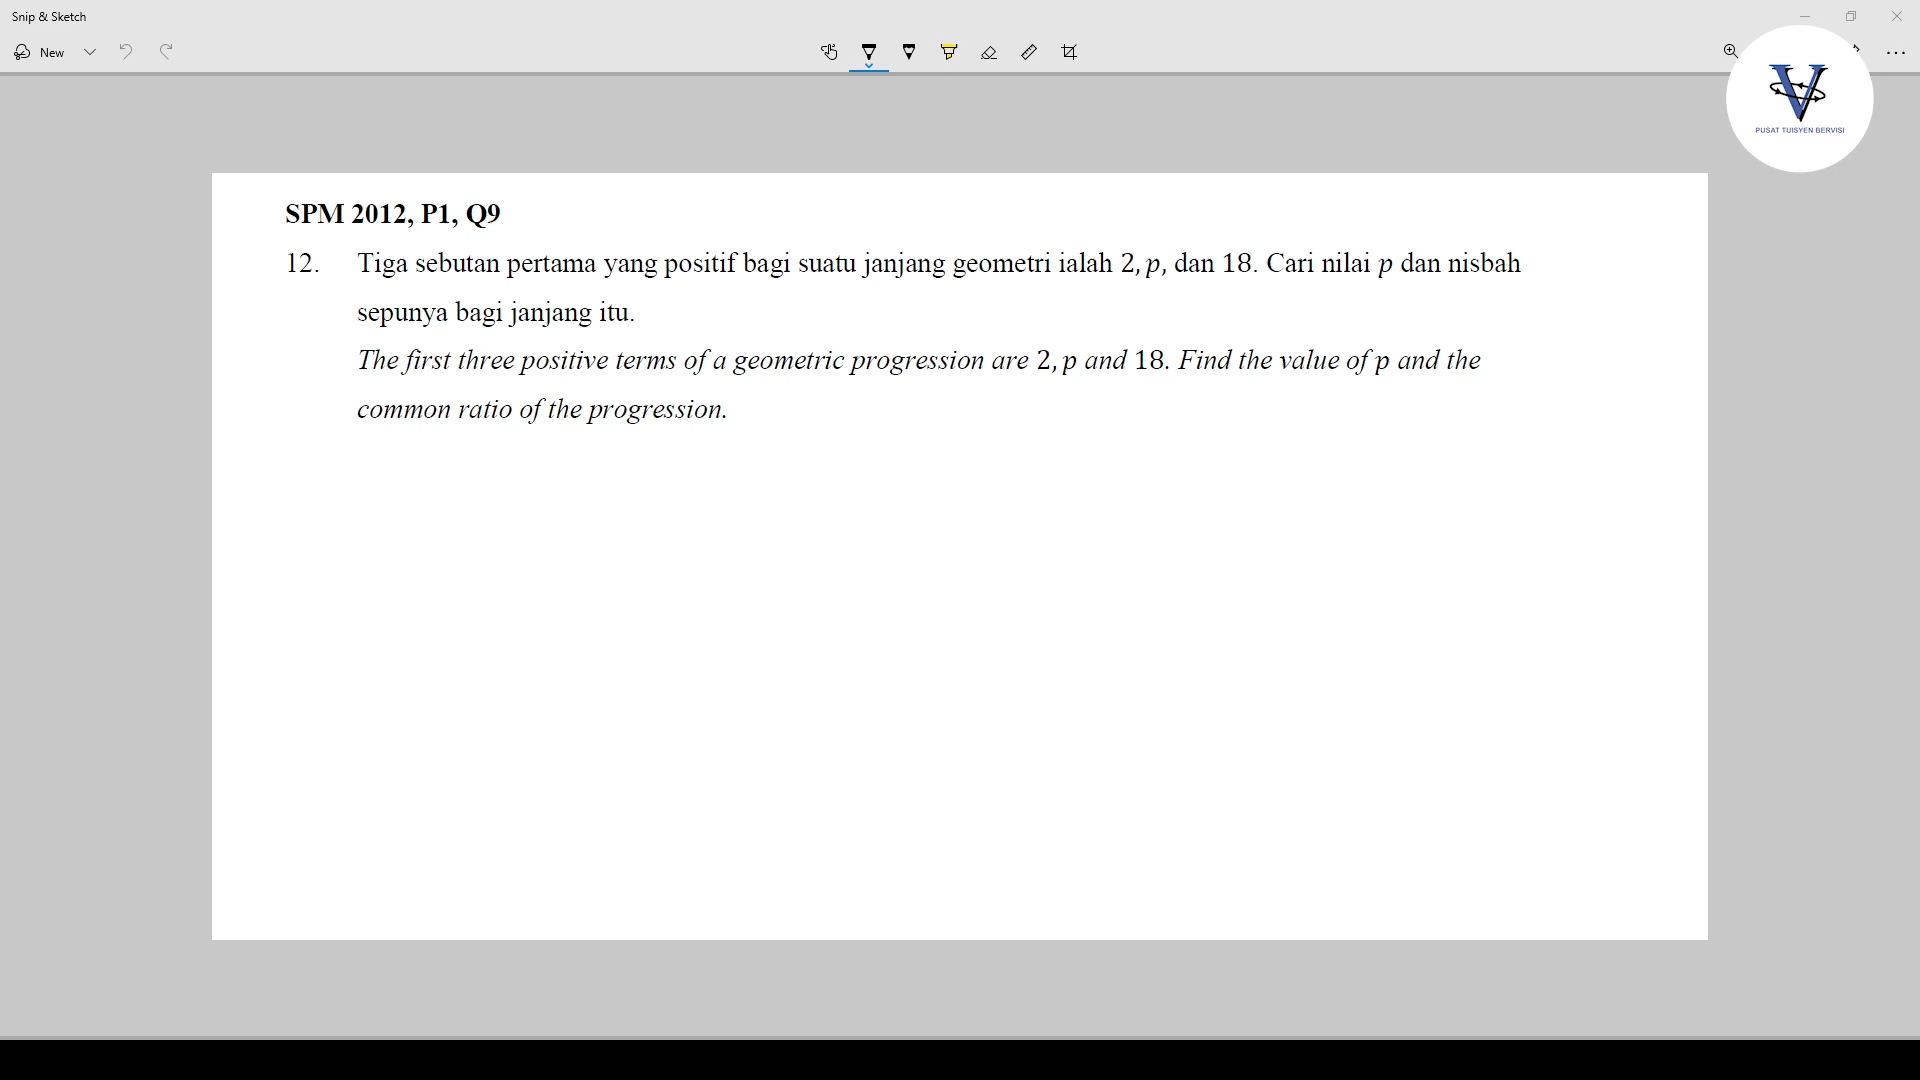 Snip & Sketch
New
PUSAT TUISYEN BERVISI
SPM 2012, P1, Q9
12. Tiga sebutan pertama yang positif bagi suatu janjang geometri ialah 2, p, dan 18. Cari nilai p dan nisbah
sepunya bagi janjang itu.
The first three positive terms of a geometric progression are 2, p and 18. Find the value of p and the
common ratio of the progression.